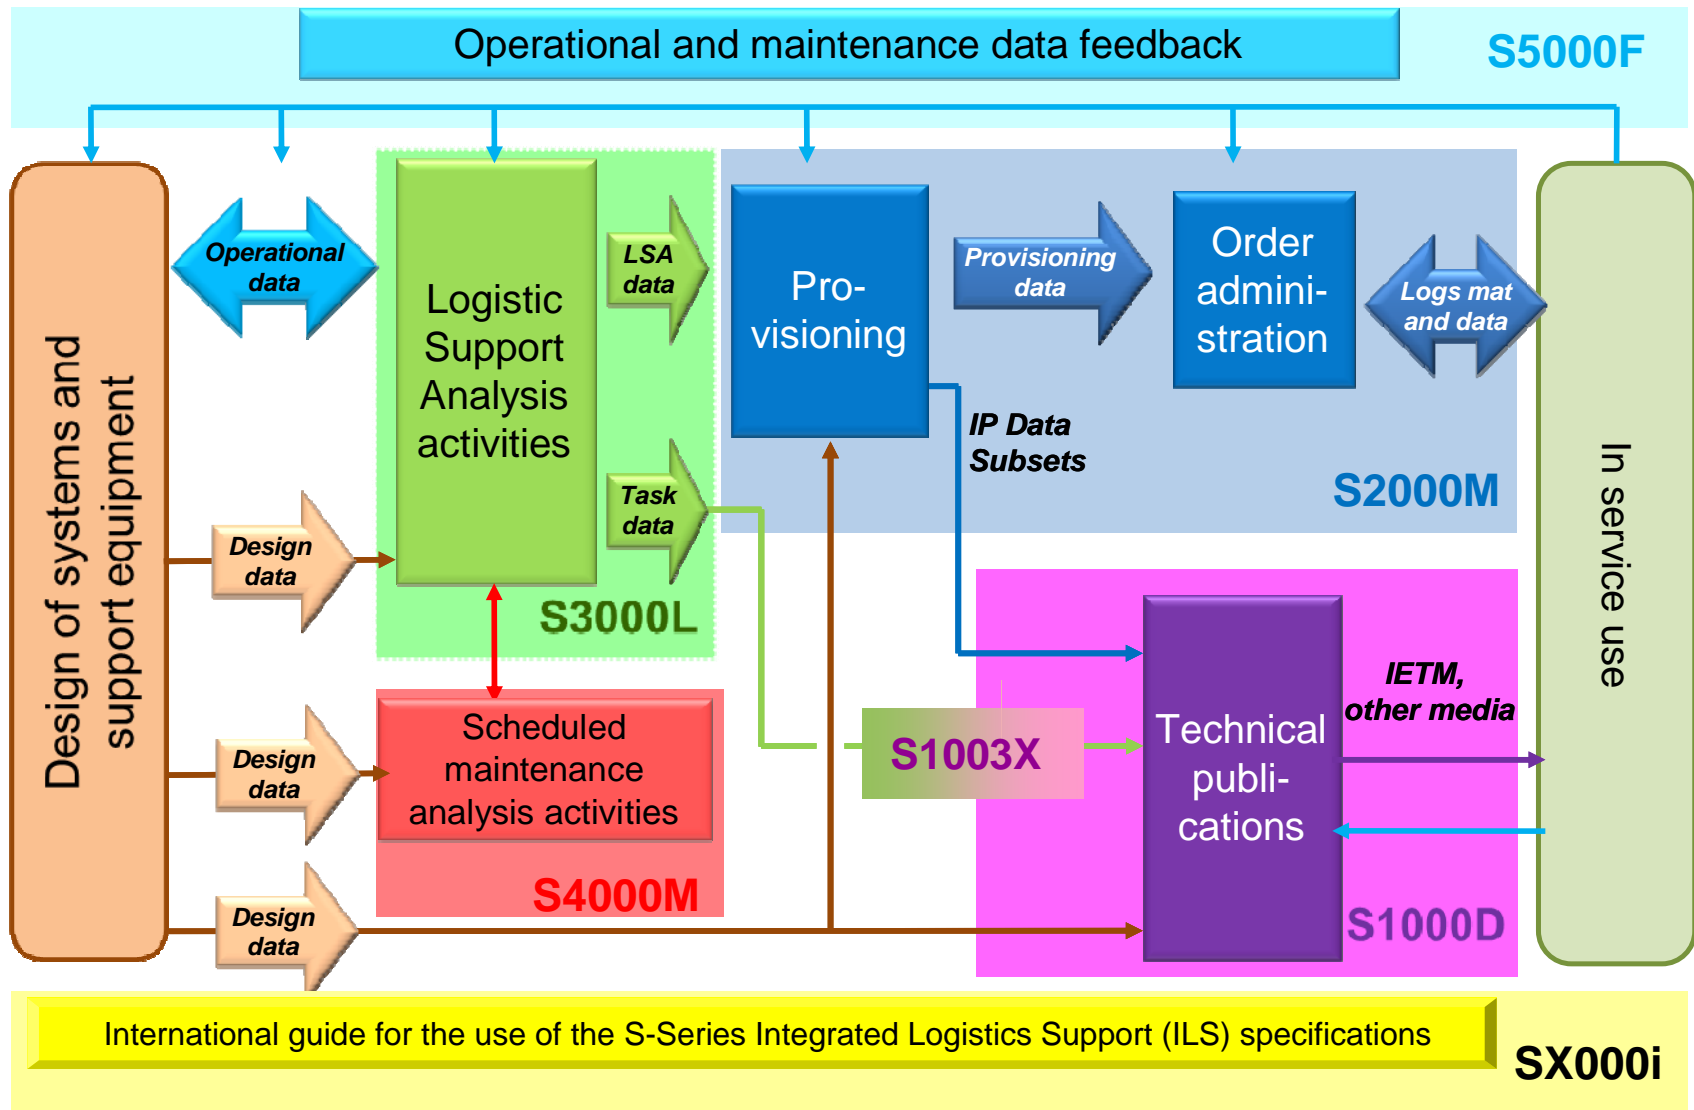 Operational and maintenance data feedback
S5000F
Design of systems and
support equipment
Operational
data
Logistic
Support
Analysis
activities
LSA
data
Task
data
S3000L
Pro-
visioning
Provisioning
data
Order
admini-
stration
Logs mat
and data
IP Data
Subsets
S2000M
In service use
Design
data
Design
data
Design
data
Scheduled
maintenance
analysis activities
S4000M
S1003X
Technical
publi-
cations
IETM,
other media
S1000D
International guide for the use of the S-Series Integrated Logistics Support (ILS) specifications
SX000i